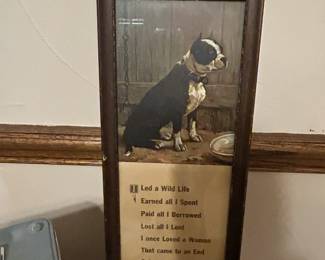 I Led a Wild Life
Earned all I Spent
Paid all I Borrowed
Lost all I Lent
I once Loved a Woman
That came to an End